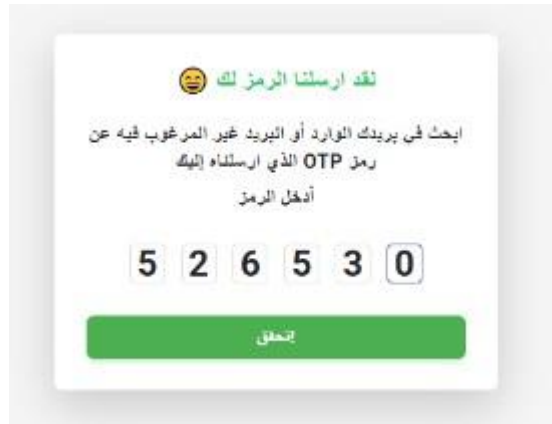 لقد ارسلنا الرمز لك 😄
ابحث في بريدك الوارد أو البريد غير المرغوب فيه عن
رمز OTP الذي ارسلناه إليك
أدخل الرمز
5 2 6 5 3 0
إتحقق